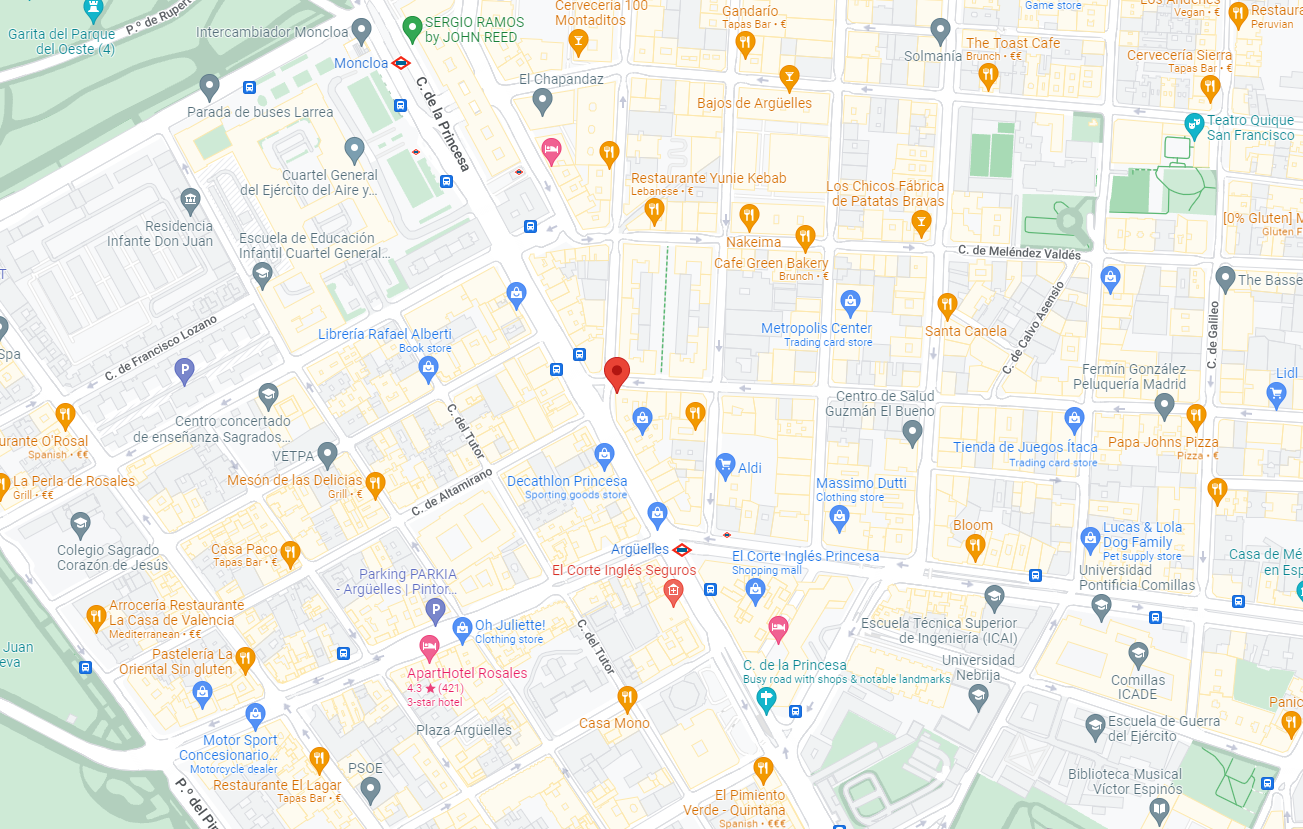 Garita del Parque
del Oeste (4)
P.º de Ruperto
Intercambiador Moncloa
SERGIO RAMOS
by JOHN REED
Moncloa
Cervecería 100
Montaditos
Gandarío
Tapas Bar • €
Game store
Los Andenes
Vegan • €
Restaura
Peruvian
Solmanía
The Toast Cafe
Brunch • €€
Cervecería Sierra
Tapas Bar • €
Parada de buses Larrea
C. de la Princesa
El Chapandaz
Bajos de Argüelles
Teatro Quique
San Francisco
Cuartel General
del Ejército del Aire y...
Restaurante Yunie Kebab
Lebanese • €
Los Chicos Fábrica
de Patatas Bravas
Residencia
Infante Don Juan
Escuela de Educación
Infantil Cuartel General...
Nakeima
Cafe Green Bakery
Brunch • €
C. de Meléndez Valdés
[0% Gluten] M
Gluten F
The Basse
T
Spa
C. de Francisco Lozano
P
Librería Rafael Alberti
Book store
Metropolis Center
Trading card store
Santa Canela
C. de Calvo Asensio
C. de Galileo
Fermín González
Peluquería Madrid
Lidl
Centro concertado
de enseñanza Sagrados...
C. del Tutor
Centro de Salud
Guzmán El Bueno
urante O'Rosal
Spanish • €€
VETPA
Tienda de Juegos Ítaca
Trading card store
Papa Johns Pizza
Pizza • €
La Perla de Rosales
Grill • €€
Mesón de las Delicias
Grill • €
C. de Altamirano
Decathlon Princesa
Sporting goods store
Aldi
Massimo Dutti
Clothing store
Colegio Sagrado
Corazón de Jesús
Casa Paco
Tapas Bar • €
Argüelles
El Corte Inglés Princesa
Shopping mall
Bloom
Lucas & Lola
Dog Family
Pet supply store
Casa de Mé
en Esp
Parking PARKIA
- Argüelles | Pintor...
P
El Corte Inglés Seguros
Universidad
Pontificia Comillas
Arrocería Restaurante
La Casa de Valencia
Mediterranean • €€
Oh Juliette!
Clothing store
C. del Tutor
Escuela Técnica Superior
de Ingeniería (ICAI)
Juan
eva
Pastelería La
Oriental Sin gluten
ApartHotel Rosales
4.3 ★ (421)
3-star hotel
C. de la Princesa
Busy road with shops & notable landmarks
Universidad
Nebrija
Comillas
ICADE
Motor Sport
Concesionario...
Motorcycle dealer
Plaza Argüelles
Casa Mono
Escuela de Guerra
del Ejército
Panic
Restaurante El Lagar
Tapas Bar • €
PSOE
P.º del Pin
El Pimiento
Verde - Quintana
Spanish • €€€
Biblioteca Musical
Víctor Espinós